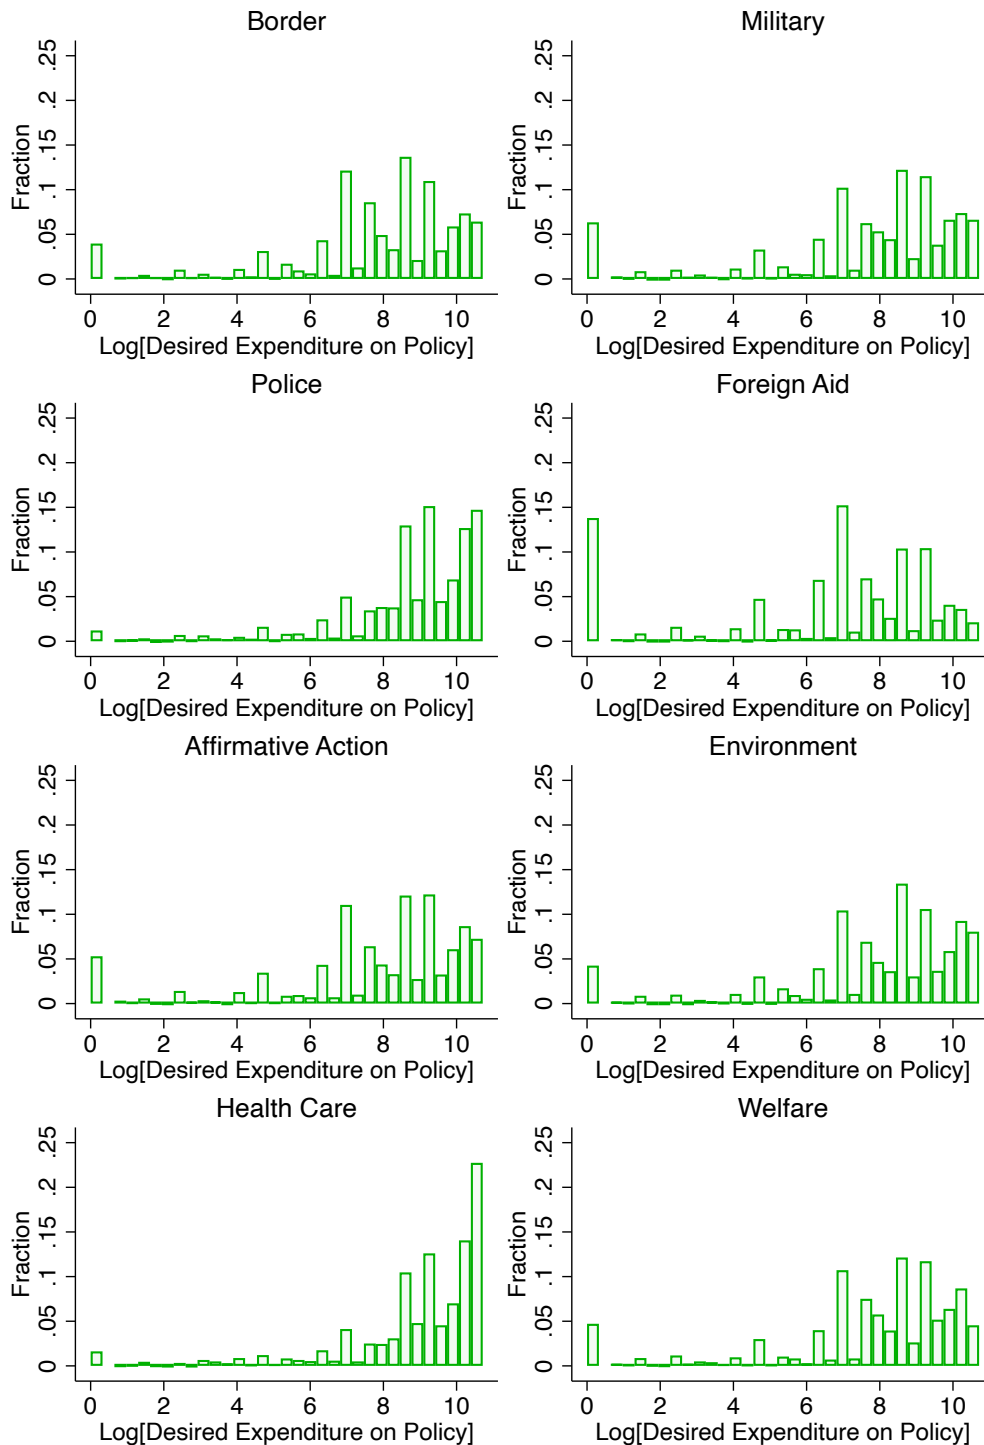 Border
Military
.25
.2
.15
.1
.05
0
Fraction
0 2 4 6 8 10
Log[Desired Expenditure on Policy]
.25
.2
.15
.1
.05
0
Fraction
0 2 4 6 8 10
Log[Desired Expenditure on Policy]
Police
Foreign Aid
.25
.2
.15
.1
.05
0
Fraction
0 2 4 6 8 10
Log[Desired Expenditure on Policy]
.25
.2
.15
.1
.05
0
Fraction
0 2 4 6 8 10
Log[Desired Expenditure on Policy]
Affirmative Action
Environment
.25
.2
.15
.1
.05
0
Fraction
0 2 4 6 8 10
Log[Desired Expenditure on Policy]
.25
.2
.15
.1
.05
0
Fraction
0 2 4 6 8 10
Log[Desired Expenditure on Policy]
Health Care
Welfare
.25
.2
.15
.1
.05
0
Fraction
0 2 4 6 8 10
Log[Desired Expenditure on Policy]
.25
.2
.15
.1
.05
0
Fraction
0 2 4 6 8 10
Log[Desired Expenditure on Policy]